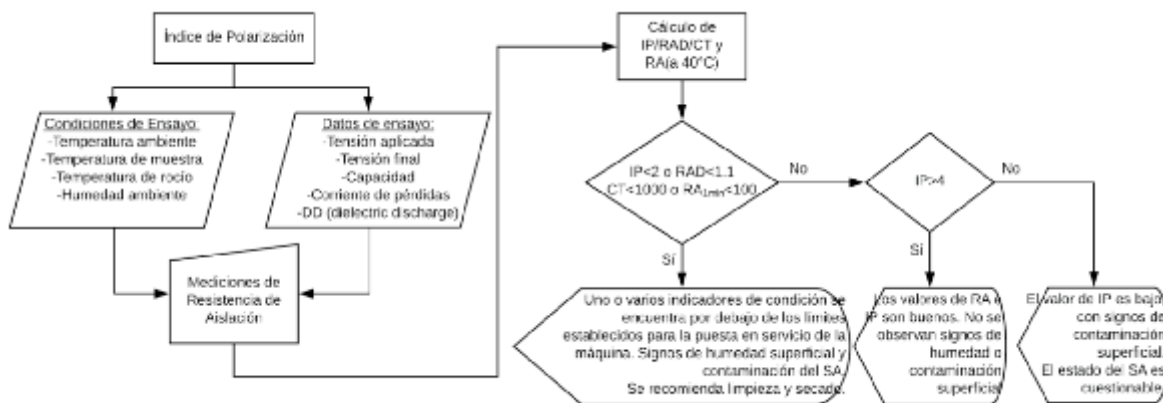 Índice de Polarización
Condiciones de Ensayo:
-Temperatura ambiente
-Temperatura de muestra
-Temperatura de rocío
-Humedad ambiente
Datos de ensayo:
-Tensión aplicada
-Tensión final
-Capacidad
-Corriente de pérdidas
-DD (dielectric discharge)
Mediciones de
Resistencia de
Aislación
Cálculo de
IP/RAD/CT y
RA(a 40°C)
IP<2 o RAD<1.1
CT<1000 o RA1min<100
No
Sí
IP>4
No
Sí
Uno o varios indicadores de condición se
encuentra por debajo de los límites
establecidos para la puesta en servicio de la
máquina. Signos de humedad superficial y
contaminación del SA.
Se recomienda limpieza y secado.
Los valores de RA e
IP son buenos. No se
observan signos de
humedad o
contaminación
superficial
El valor de IP es bajo
con signos de
contaminación
superficial.
El estado del SA es
cuestionable.